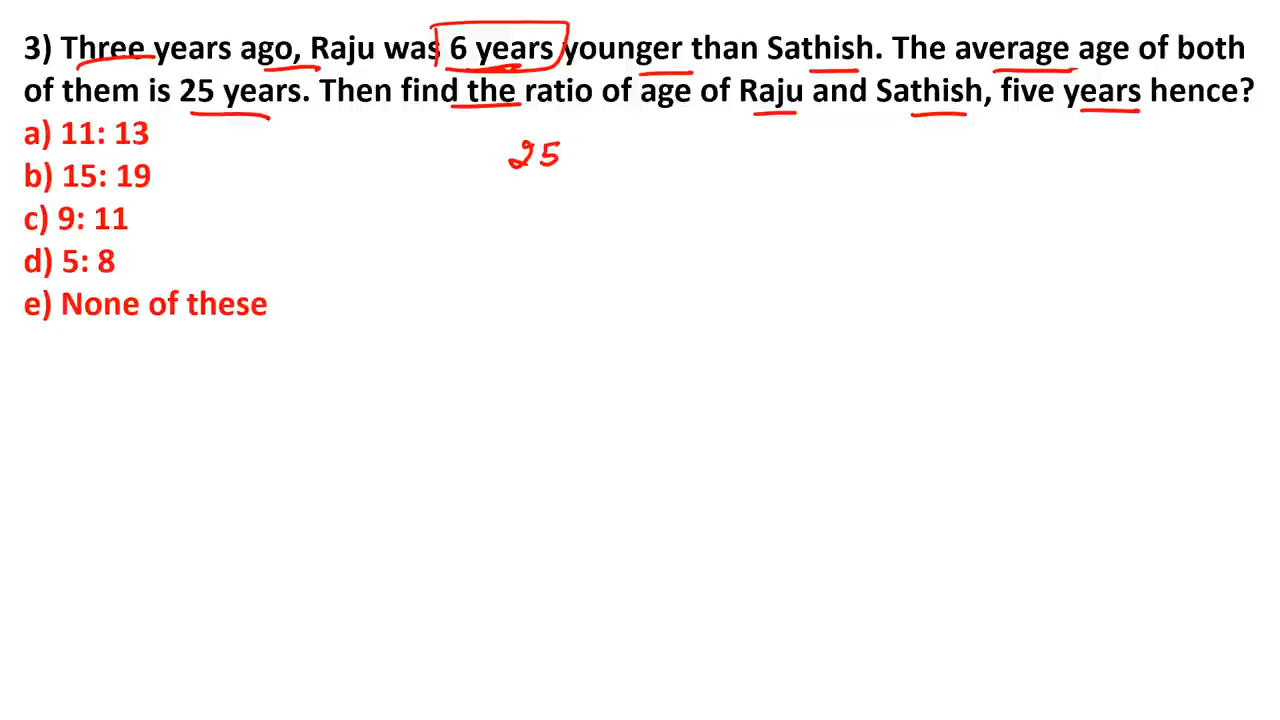 3) Three years ago, Raju was 6 years younger than Sathish. The average age of both
of them is 25 years. Then find the ratio of age of Raju and Sathish, five years hence?
a) 11: 13
b) 15: 19
c) 9: 11
d) 5: 8
e) None of these
25